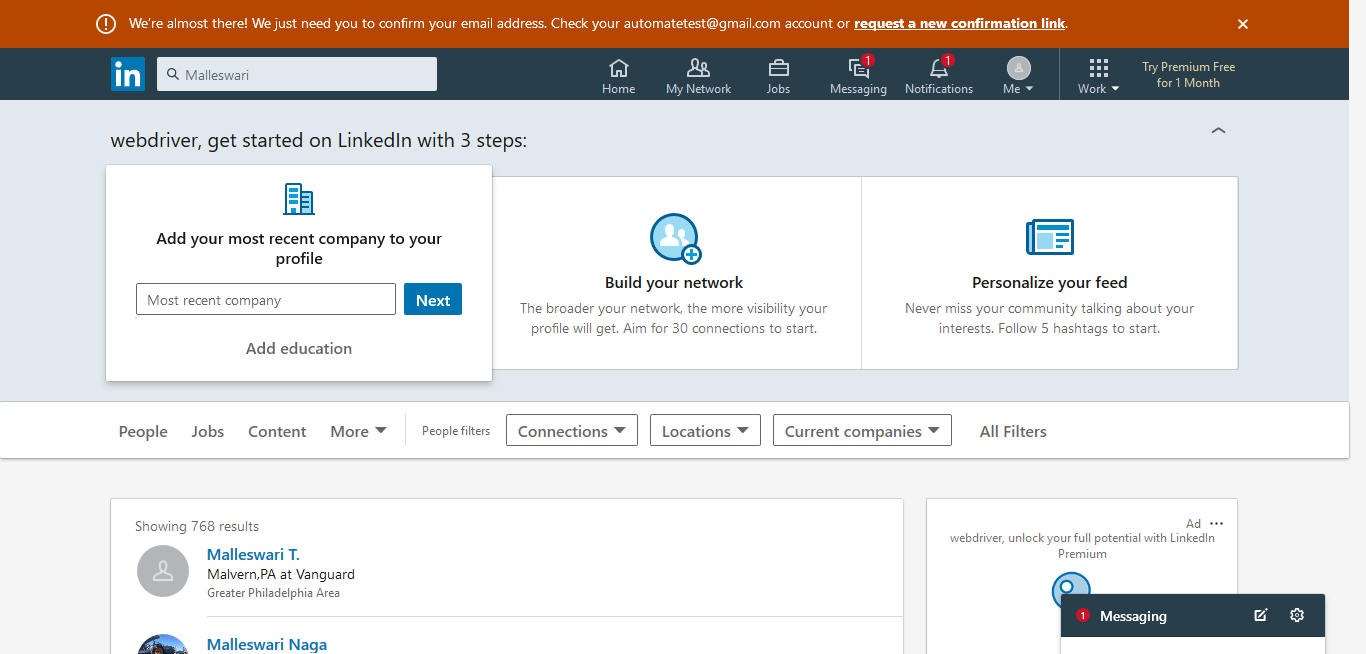 We're almost there! We just need you to confirm your email address. Check your automatetest@gmail.com account or request a new confirmation link.
in
Malleswari
Home
My Network
Jobs
1
Messaging
1
Notifications
Me
Work
Try Premium Free
for 1 Month
webdriver, get started on LinkedIn with 3 steps:
Add your most recent company to your
profile
Most recent company
Next
Add education
Build your network
The broader your network, the more visibility your
profile will get. Aim for 30 connections to start.
Personalize your feed
Never miss your community talking about your
interests. Follow 5 hashtags to start.
People
Jobs
Content
More
People filters
Connections
Locations
Current companies
All Filters
Showing 768 results
Malleswari T.
Malvern,PA at Vanguard
Greater Philadelphia Area
Malleswari Naga
Ad
webdriver, unlock your full potential with LinkedIn
Premium
1
Messaging